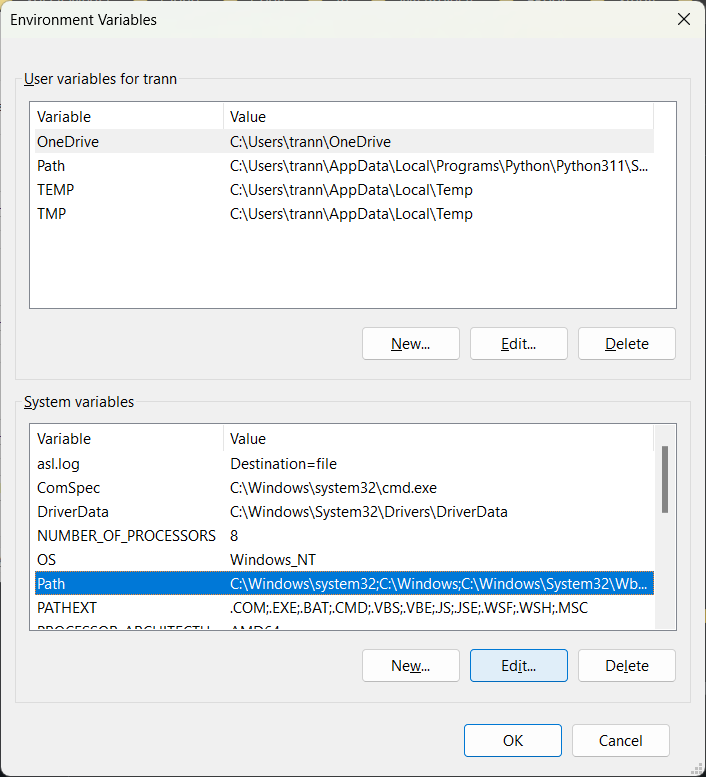 Environment Variables
User variables for trann
Variable Value
OneDrive C:\Users\trann\OneDrive
Path C:\Users\trann\AppData\Local\Programs\Python\Python311\S...
TEMP C:\Users\trann\AppData\Local\Temp
TMP C:\Users\trann\AppData\Local\Temp
New... Edit... Delete
System variables
Variable Value
asl.log Destination=file
ComSpec C:\Windows\system32\cmd.exe
DriverData C:\Windows\System32\Drivers\DriverData
NUMBER_OF_PROCESSORS 8
OS Windows_NT
Path C:\Windows\system32;C:\Windows;C:\Windows\System32\Wb...
PATHEXT .COM;.EXE;.BAT;.CMD;.VBS;.VBE;.JS;.JSE;.WSF;.WSH;.MSC
PROCESSOR_ARCHITECTU AMD64
New... Edit... Delete
OK Cancel